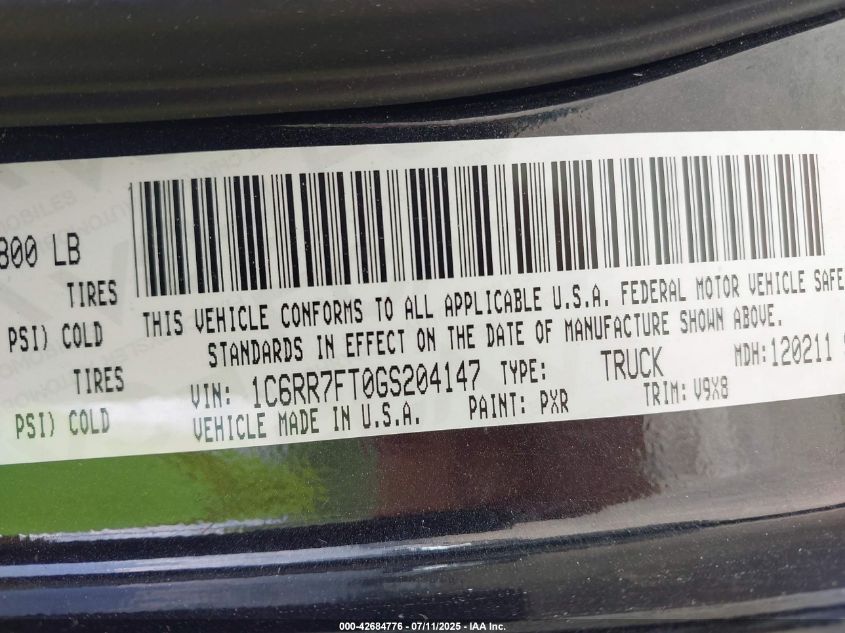 800 LB
TIRES
PSI) COLD
TIRES
PSI) COLD
THIS VEHICLE CONFORMS TO ALL APPLICABLE U.S.A. FEDERAL MOTOR VEHICLE SAFE
STANDARDS IN EFFECT ON THE DATE OF MANUFACTURE SHOWN ABOVE.
VIN: 1C6RR7FT0GS204147 TYPE: TRUCK MDH: 120211
VEHICLE MADE IN U.S.A. PAINT: PXR TRIM: V9X8
000-42684776 - 07/11/2025 - IAA Inc.